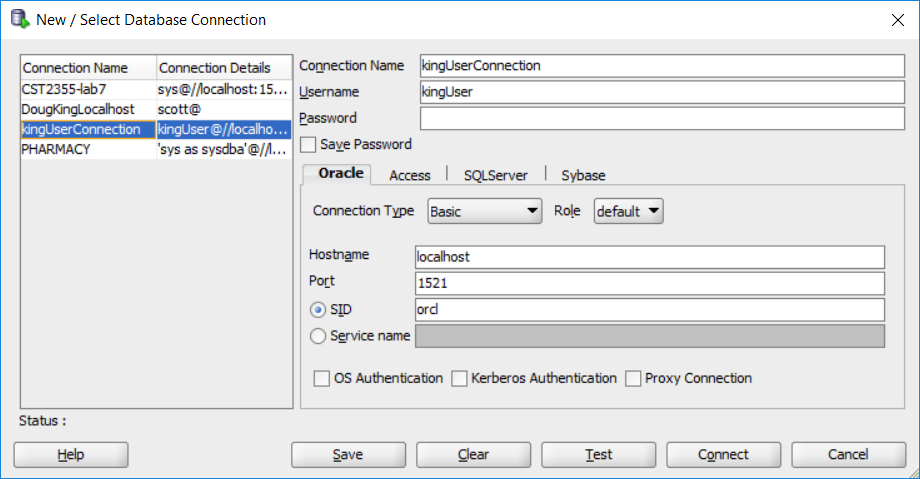 New / Select Database Connection
Connection Name Connection Details
CST2355-lab7 sys@//localhost:15...
DougKingLocalhost scott@
kingUserConnection kingUser@//localho...
PHARMACY 'sys as sysdba'@//l...
Connection Name kingUserConnection
Username kingUser
Password
Save Password
Oracle Access SQLServer Sybase
Connection Type Basic Role default
Hostname localhost
Port 1521
SID orcl
Service name
OS Authentication Kerberos Authentication Proxy Connection
Status :
Help Save Clear Test Connect Cancel